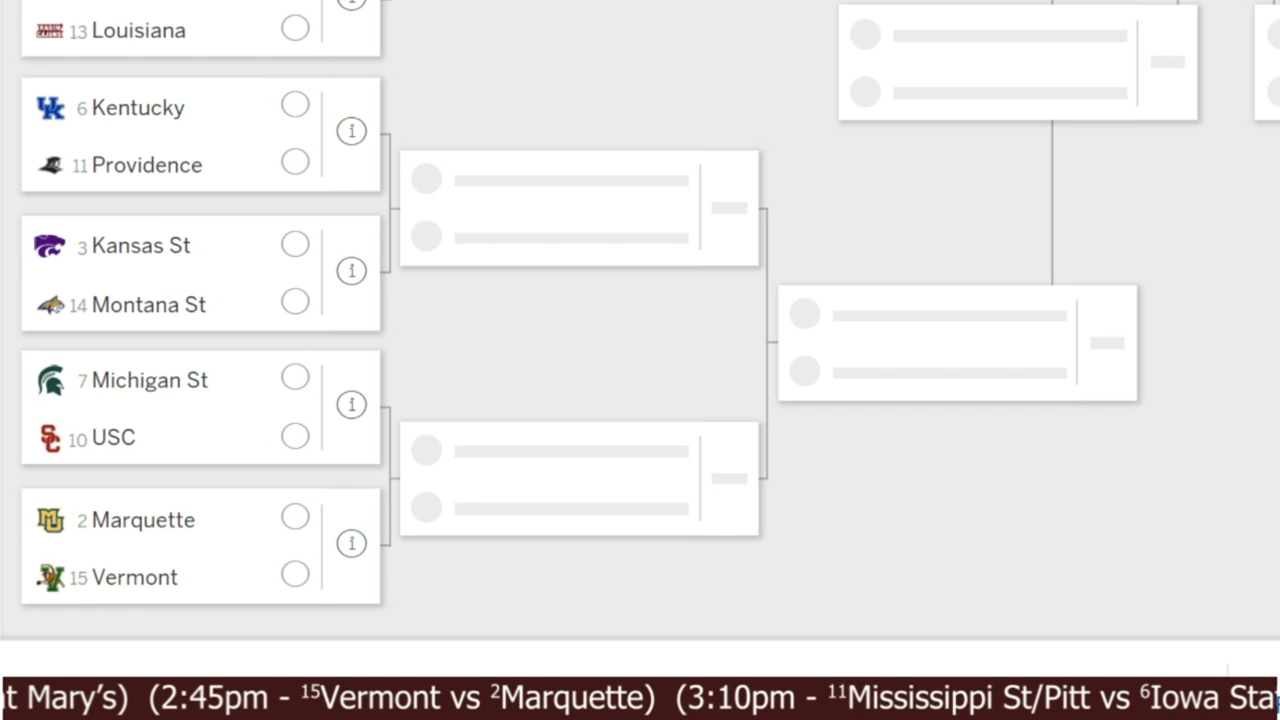 13 Louisiana
6 Kentucky
11 Providence
3 Kansas St
14 Montana St
7 Michigan St
10 USC
2 Marquette
15 Vermont
t Mary's) (2:45pm - 15Vermont vs 2Marquette) (3:10pm - 11Mississippi St/Pitt vs 6Iowa Sta